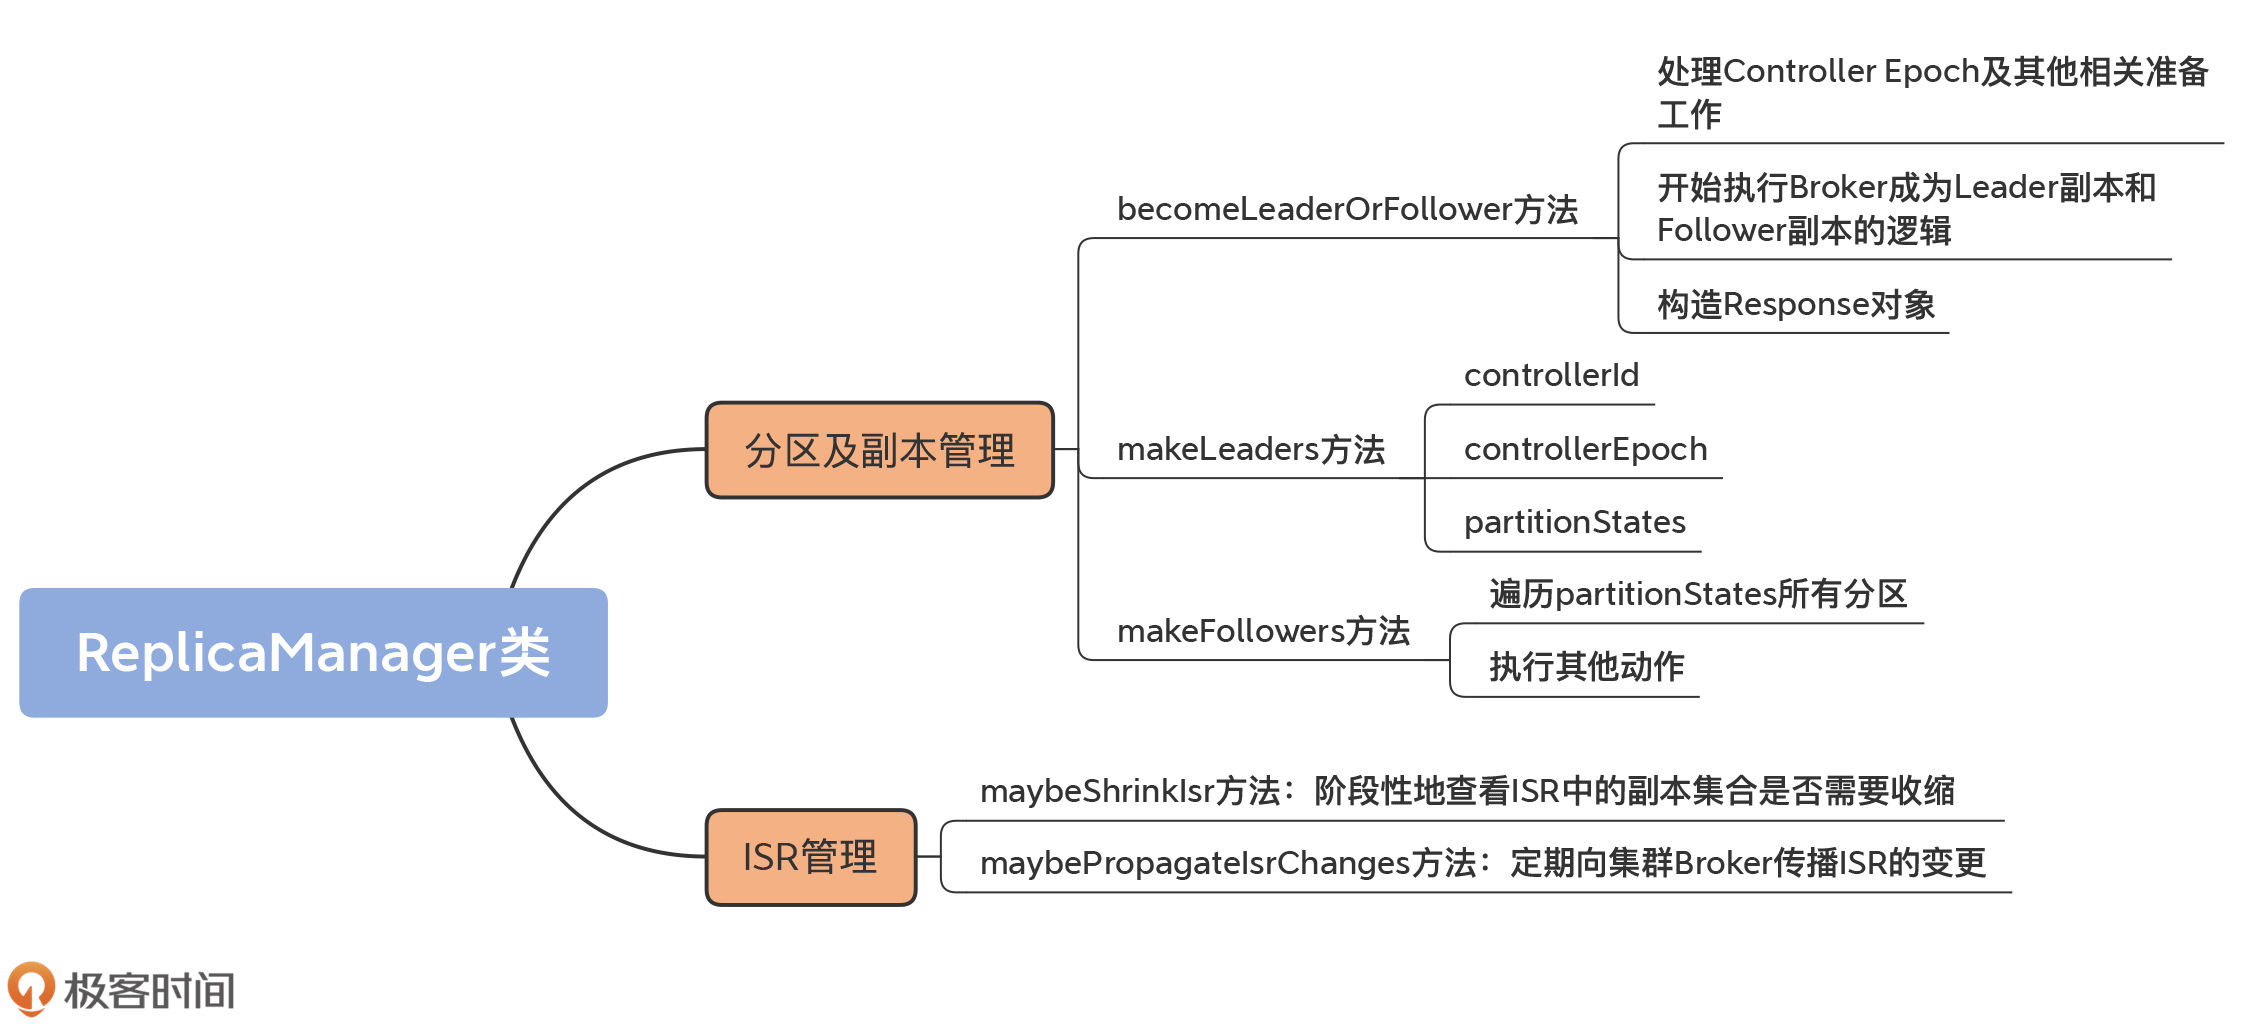 处理Controller Epoch及其他相关准备
工作
开始执行Broker成为Leader副本和
Follower副本的逻辑
构造Response对象
becomeLeaderOrFollower方法
controllerId
controllerEpoch
partitionStates
makeLeaders方法
遍历partitionStates所有分区
执行其他动作
makeFollowers方法
分区及副本管理
ReplicaManager类
maybeShrinkIsr方法：阶段性地查看ISR中的副本集合是否需要收缩
maybePropagateIsrChanges方法：定期向集群Broker传播ISR的变更
ISR管理
极客时间